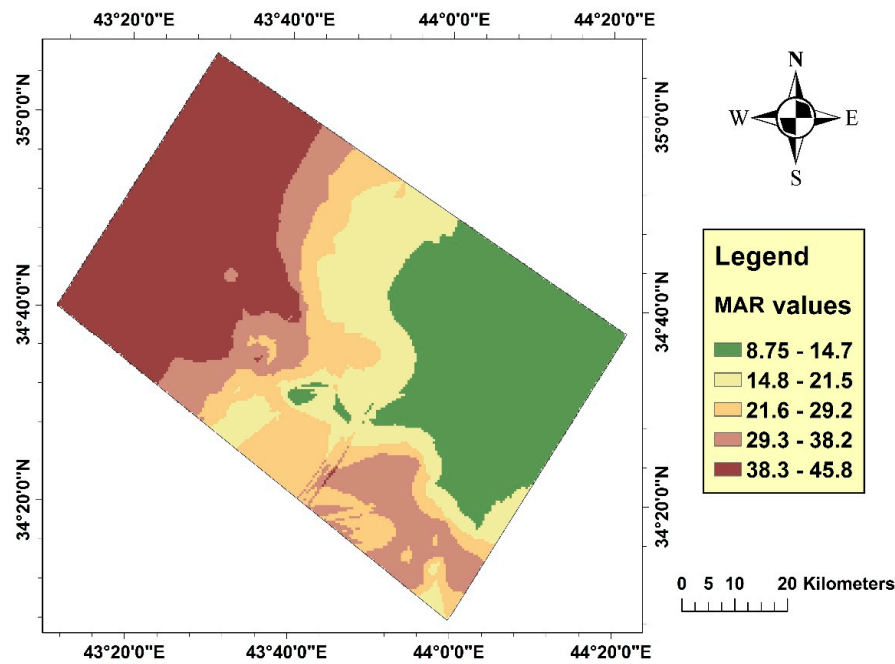 43°20'0"E 43°40'0"E 44°0'0"E 44°20'0"E
35°0'0"N
34°40'0"N
34°20'0"N
35°0'0"N
34°40'0"N
34°20'0"N
43°20'0"E 43°40'0"E 44°0'0"E 44°20'0"E
N
W E
S
Legend
MAR values
8.75 - 14.7
14.8 - 21.5
21.6 - 29.2
29.3 - 38.2
38.3 - 45.8
0 5 10 20 Kilometers